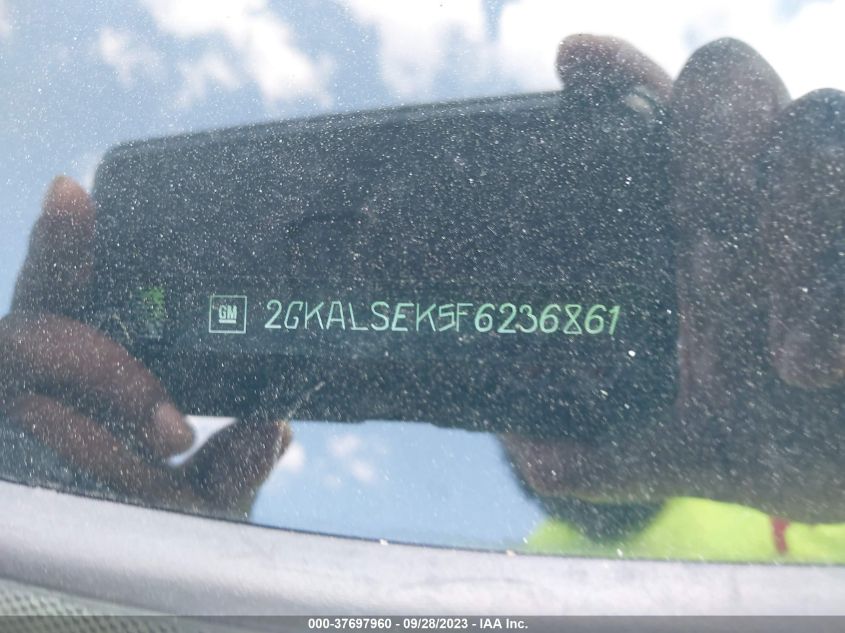 GM 2GKALSEK5F6236861
000-37697960 - 09/28/2023 - IAA Inc.